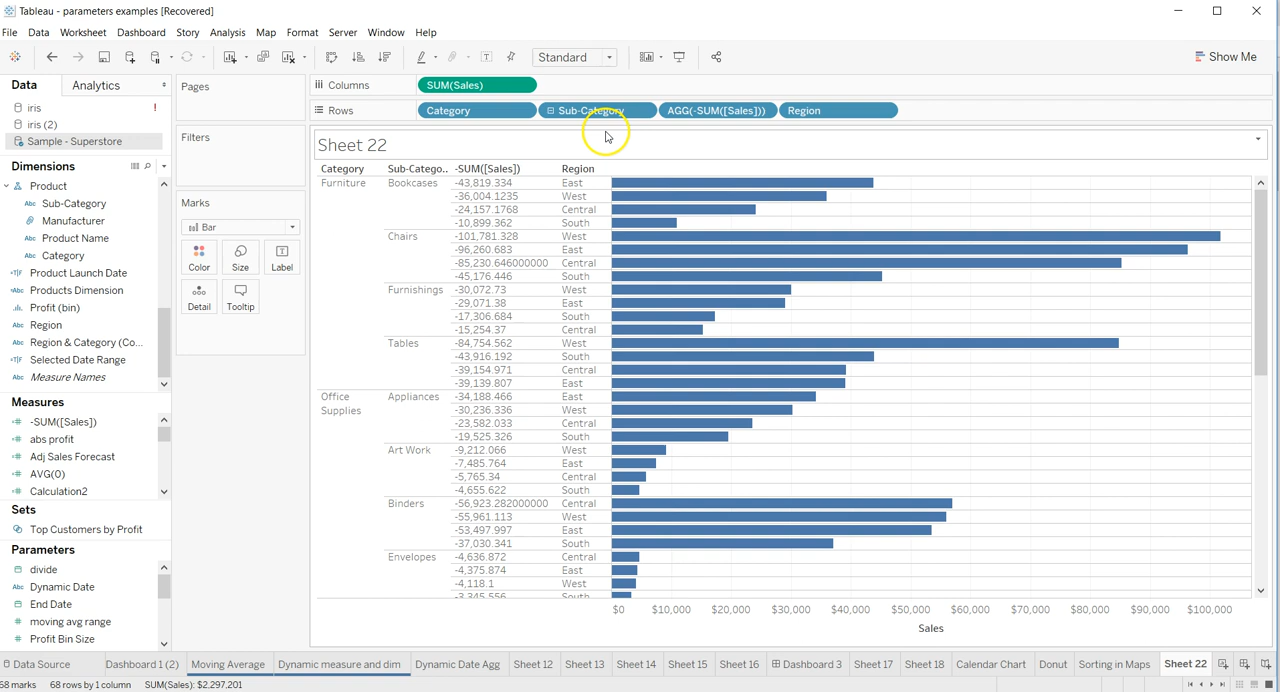 Tableau - parameters examples [Recovered]
File Data Worksheet Dashboard Story Analysis Map Format Server Window Help
Standard
Show Me
Data
Analytics
iris
!
iris (2)
Sample - Superstore
Dimensions
Product
Abc Sub-Category
Manufacturer
Abc Product Name
Abc Category
Product Launch Date
Abc Products Dimension
Profit (bin)
Abc Region
Abc Region & Category (Co...
Selected Date Range
Abc Measure Names
Measures
-SUM([Sales])
abs profit
Adj Sales Forecast
AVG(0)
Calculation2
Sets
Top Customers by Profit
Parameters
divide
Abc Dynamic Date
End Date
moving avg range
Profit Bin Size
Pages
Filters
Marks
Bar
Color
Size
Label
Detail
Tooltip
Columns
SUM(Sales)
Rows
Category
Sub-Category
AGG(-SUM([Sales]))
Region
Sheet 22
Category Sub-Catego.. -SUM([Sales]) Region
Furniture Bookcases -43,819.334 East
-36,004.1235 West
-24,157.1768 Central
-10,899.362 South
Chairs -101,781.328 West
-96,260.683 East
-85,230.646000000 Central
-45,176.446 South
Furnishings -30,072.73 West
-29,071.38 East
-17,306.684 South
-15,254.37 Central
Tables -84,754.562 West
-43,916.192 South
-39,154.971 Central
-39,139.807 East
Office Appliances -34,188.466 East
Supplies -30,236.336 West
-23,582.033 Central
-19,525.326 South
Art Work -9,212.066 West
-7,485.764 East
-5,765.34 Central
-4,655.622 South
Binders -56,923.282000000 Central
-55,961.113 West
-53,497.997 East
-37,030.341 South
Envelopes -4,636.872 Central
-4,375.874 East
-4,118.1 West
-3,345.556 South
$0 $10,000 $20,000 $30,000 $40,000 $50,000 $60,000 $70,000 $80,000 $90,000 $100,000
Sales
Data Source Dashboard 1 (2) Moving Average Dynamic measure and dim Dynamic Date Agg Sheet 12 Sheet 13 Sheet 14 Sheet 15 Sheet 16 Dashboard 3 Sheet 17 Sheet 18 Calendar Chart Donut Sorting in Maps Sheet 22
68 marks 68 rows by 1 column SUM(Sales): $2,297,201